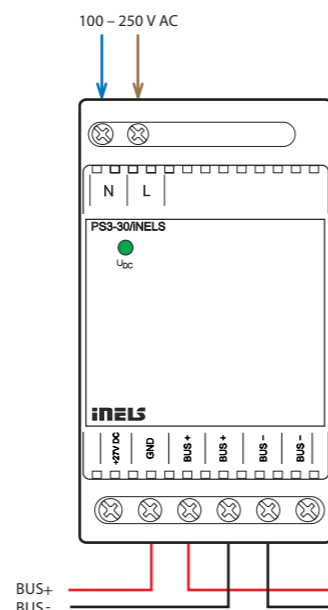 100 – 250 V AC
N L
PS3-30/iNELS
UDC
iNELS
+27V DC GND BUS + BUS + BUS – BUS –
BUS+
BUS-